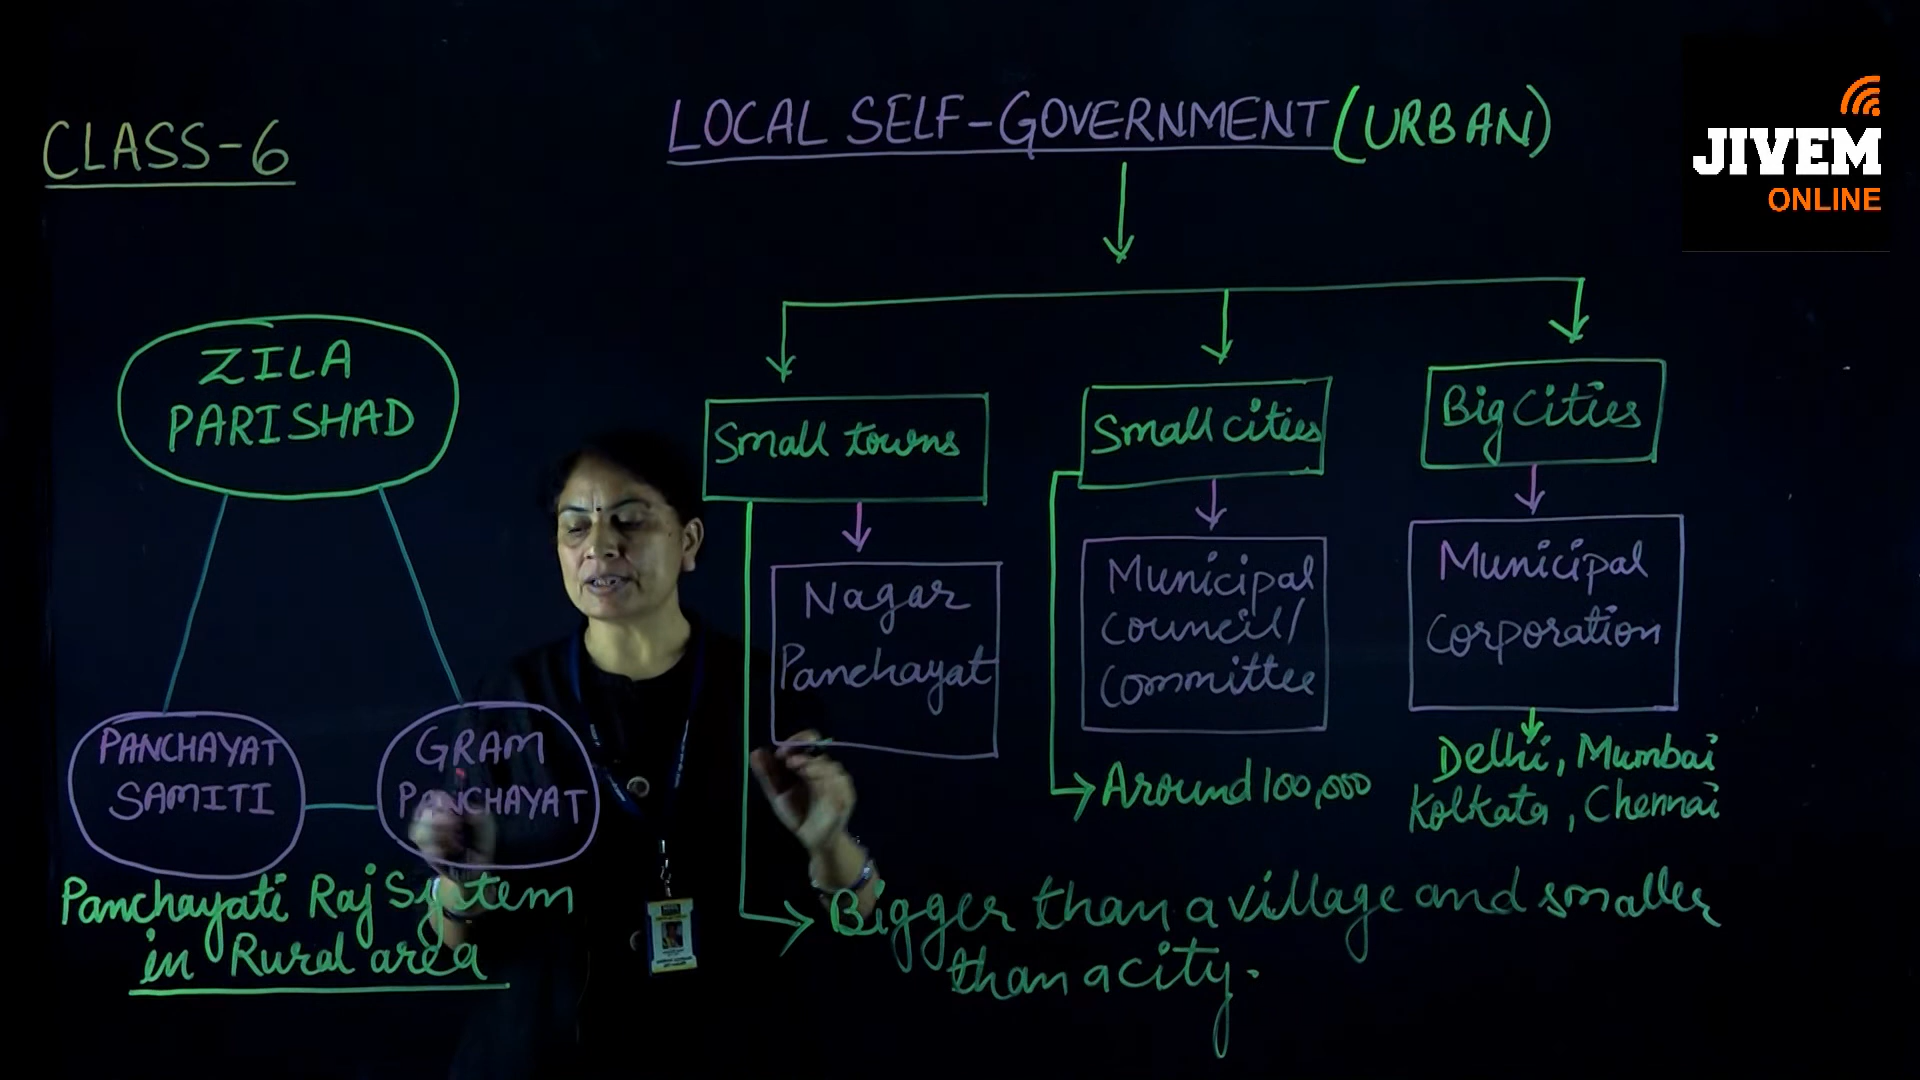 CLASS-6
LOCAL SELF-GOVERNMENT (URBAN)
JIVEM
ONLINE
ZILA
PARISHAD
PANCHAYAT
SAMITI
GRAM
PANCHAYAT
Panchayati Raj System
in Rural area
Small towns
Nagar
Panchayat
Bigger than a village and smaller
than a city.
Small cities
Municipal
Council/
Committee
Around 100,000
Big Cities
Municipal
Corporation
Delhi, Mumbai
Kolkata, Chennai